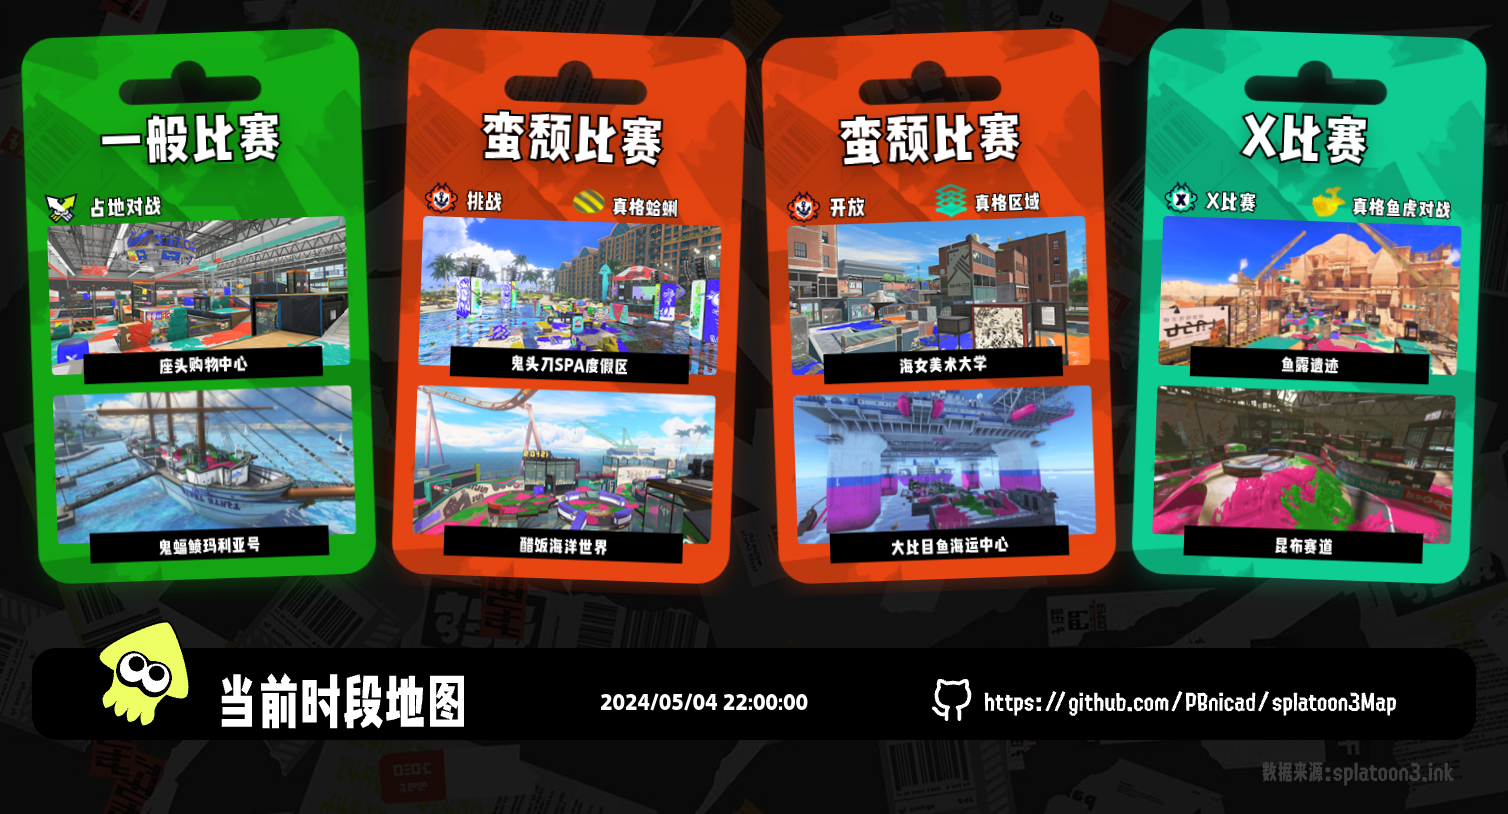 一般比赛
占地对战
座头购物中心
鬼蝠鲼玛利亚号
蛮颓比赛
挑战
真格蛤蜊
鬼头刀SPA度假区
醋饭海洋世界
蛮颓比赛
开放
真格区域
海女美术大学
大比目鱼海运中心
X比赛
X比赛
真格鱼虎对战
鱼露遗迹
昆布赛道
当前时段地图
2024/05/04 22:00:00
https://github.com/PBnicad/splatoon3Map
数据来源:splatoon3.ink